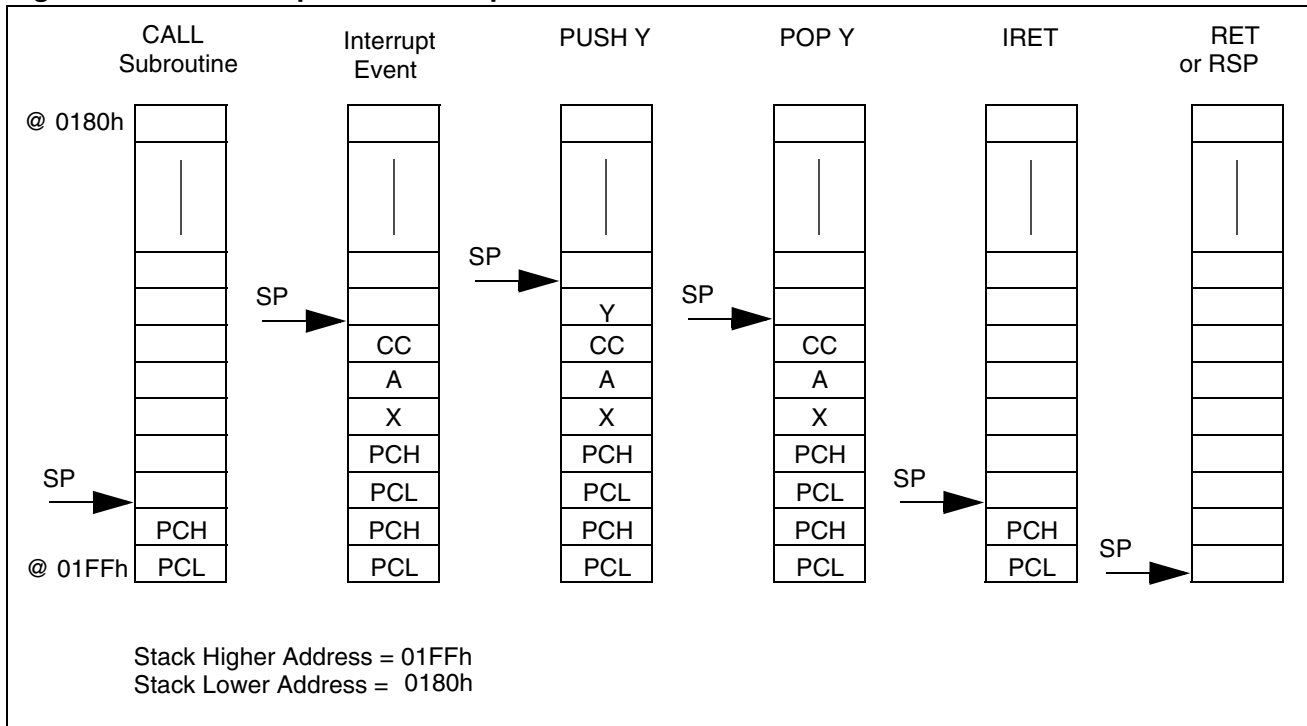 CALL
Subroutine
Interrupt
Event
PUSH Y
POP Y
IRET
RET
or RSP
@ 0180h
SP
SP
SP
Y
CC
CC
CC
A
A
A
X
X
X
PCH
PCH
PCH
SP
SP
PCL
PCL
PCL
PCH
PCH
PCH
PCH
PCH
SP
@ 01FFh
PCL
PCL
PCL
PCL
PCL
Stack Higher Address = 01FFh
Stack Lower Address = 0180h